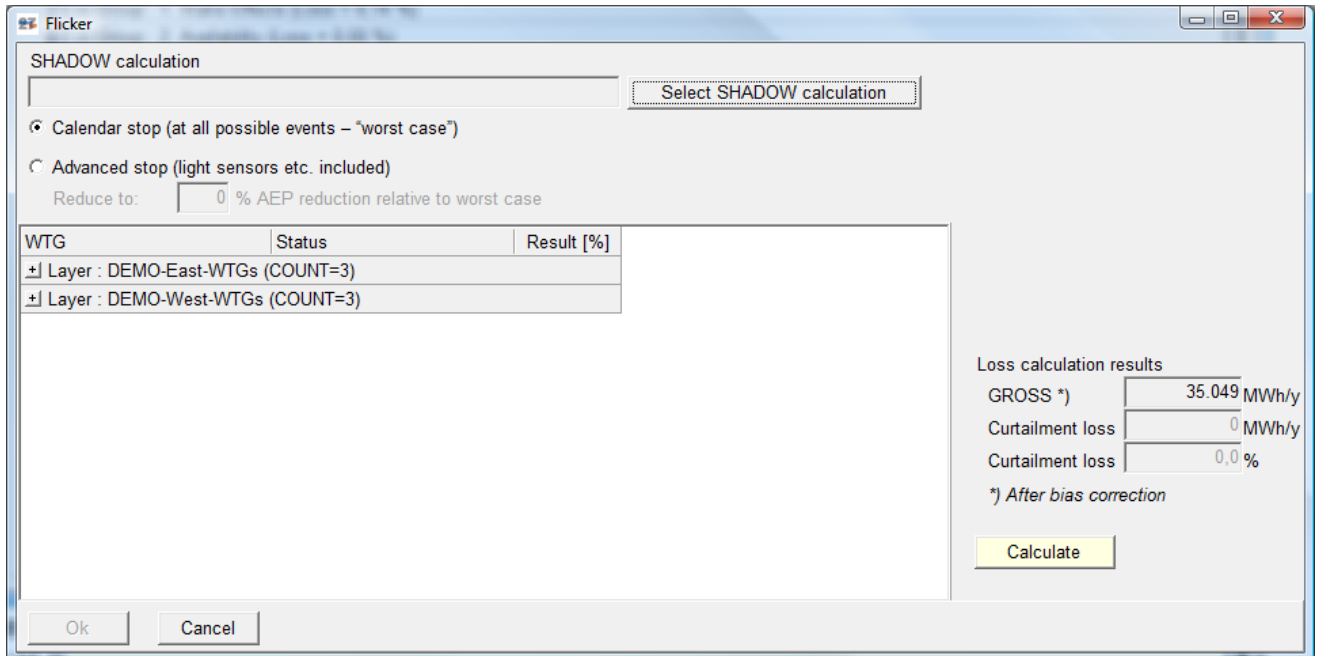 Flicker
SHADOW calculation
Select SHADOW calculation
Calendar stop (at all possible events – “worst case”)
Advanced stop (light sensors etc. included)
Reduce to: 0 % AEP reduction relative to worst case
WTG Status Result [%]
Layer : DEMO-East-WTGs (COUNT=3)
Layer : DEMO-West-WTGs (COUNT=3)
Loss calculation results
GROSS *) 35.049 MWh/y
Curtailment loss 0 MWh/y
Curtailment loss 0,0 %
*) After bias correction
Calculate
Ok Cancel